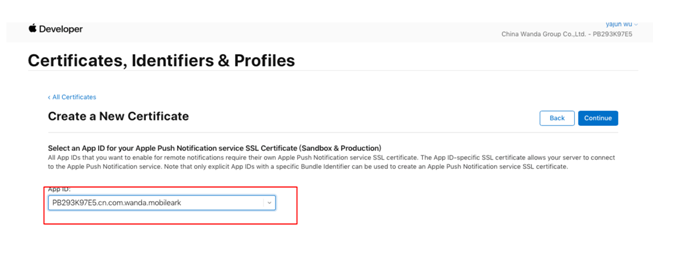 Developer
yajun wu
China Wanda Group Co.,Ltd. - PB293K97E5
Certificates, Identifiers & Profiles
‹ All Certificates
Create a New Certificate
Back
Continue
Select an App ID for your Apple Push Notification service SSL Certificate (Sandbox & Production)
All App IDs that you want to enable for remote notifications require their own Apple Push Notification service SSL certificate. The App ID-specific SSL certificate allows your server to connect
to the Apple Push Notification service. Note that only explicit App IDs with a specific Bundle Identifier can be used to create an Apple Push Notification service SSL certificate.
App ID:
PB293K97E5.cn.com.wanda.mobileark